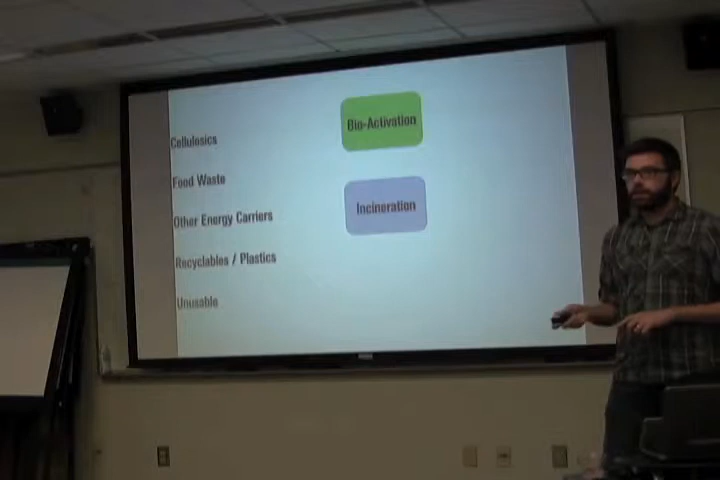 Cellulosics
Food Waste
Other Energy Carriers
Recyclables / Plastics
Unusable
Bio-Activation
Incineration